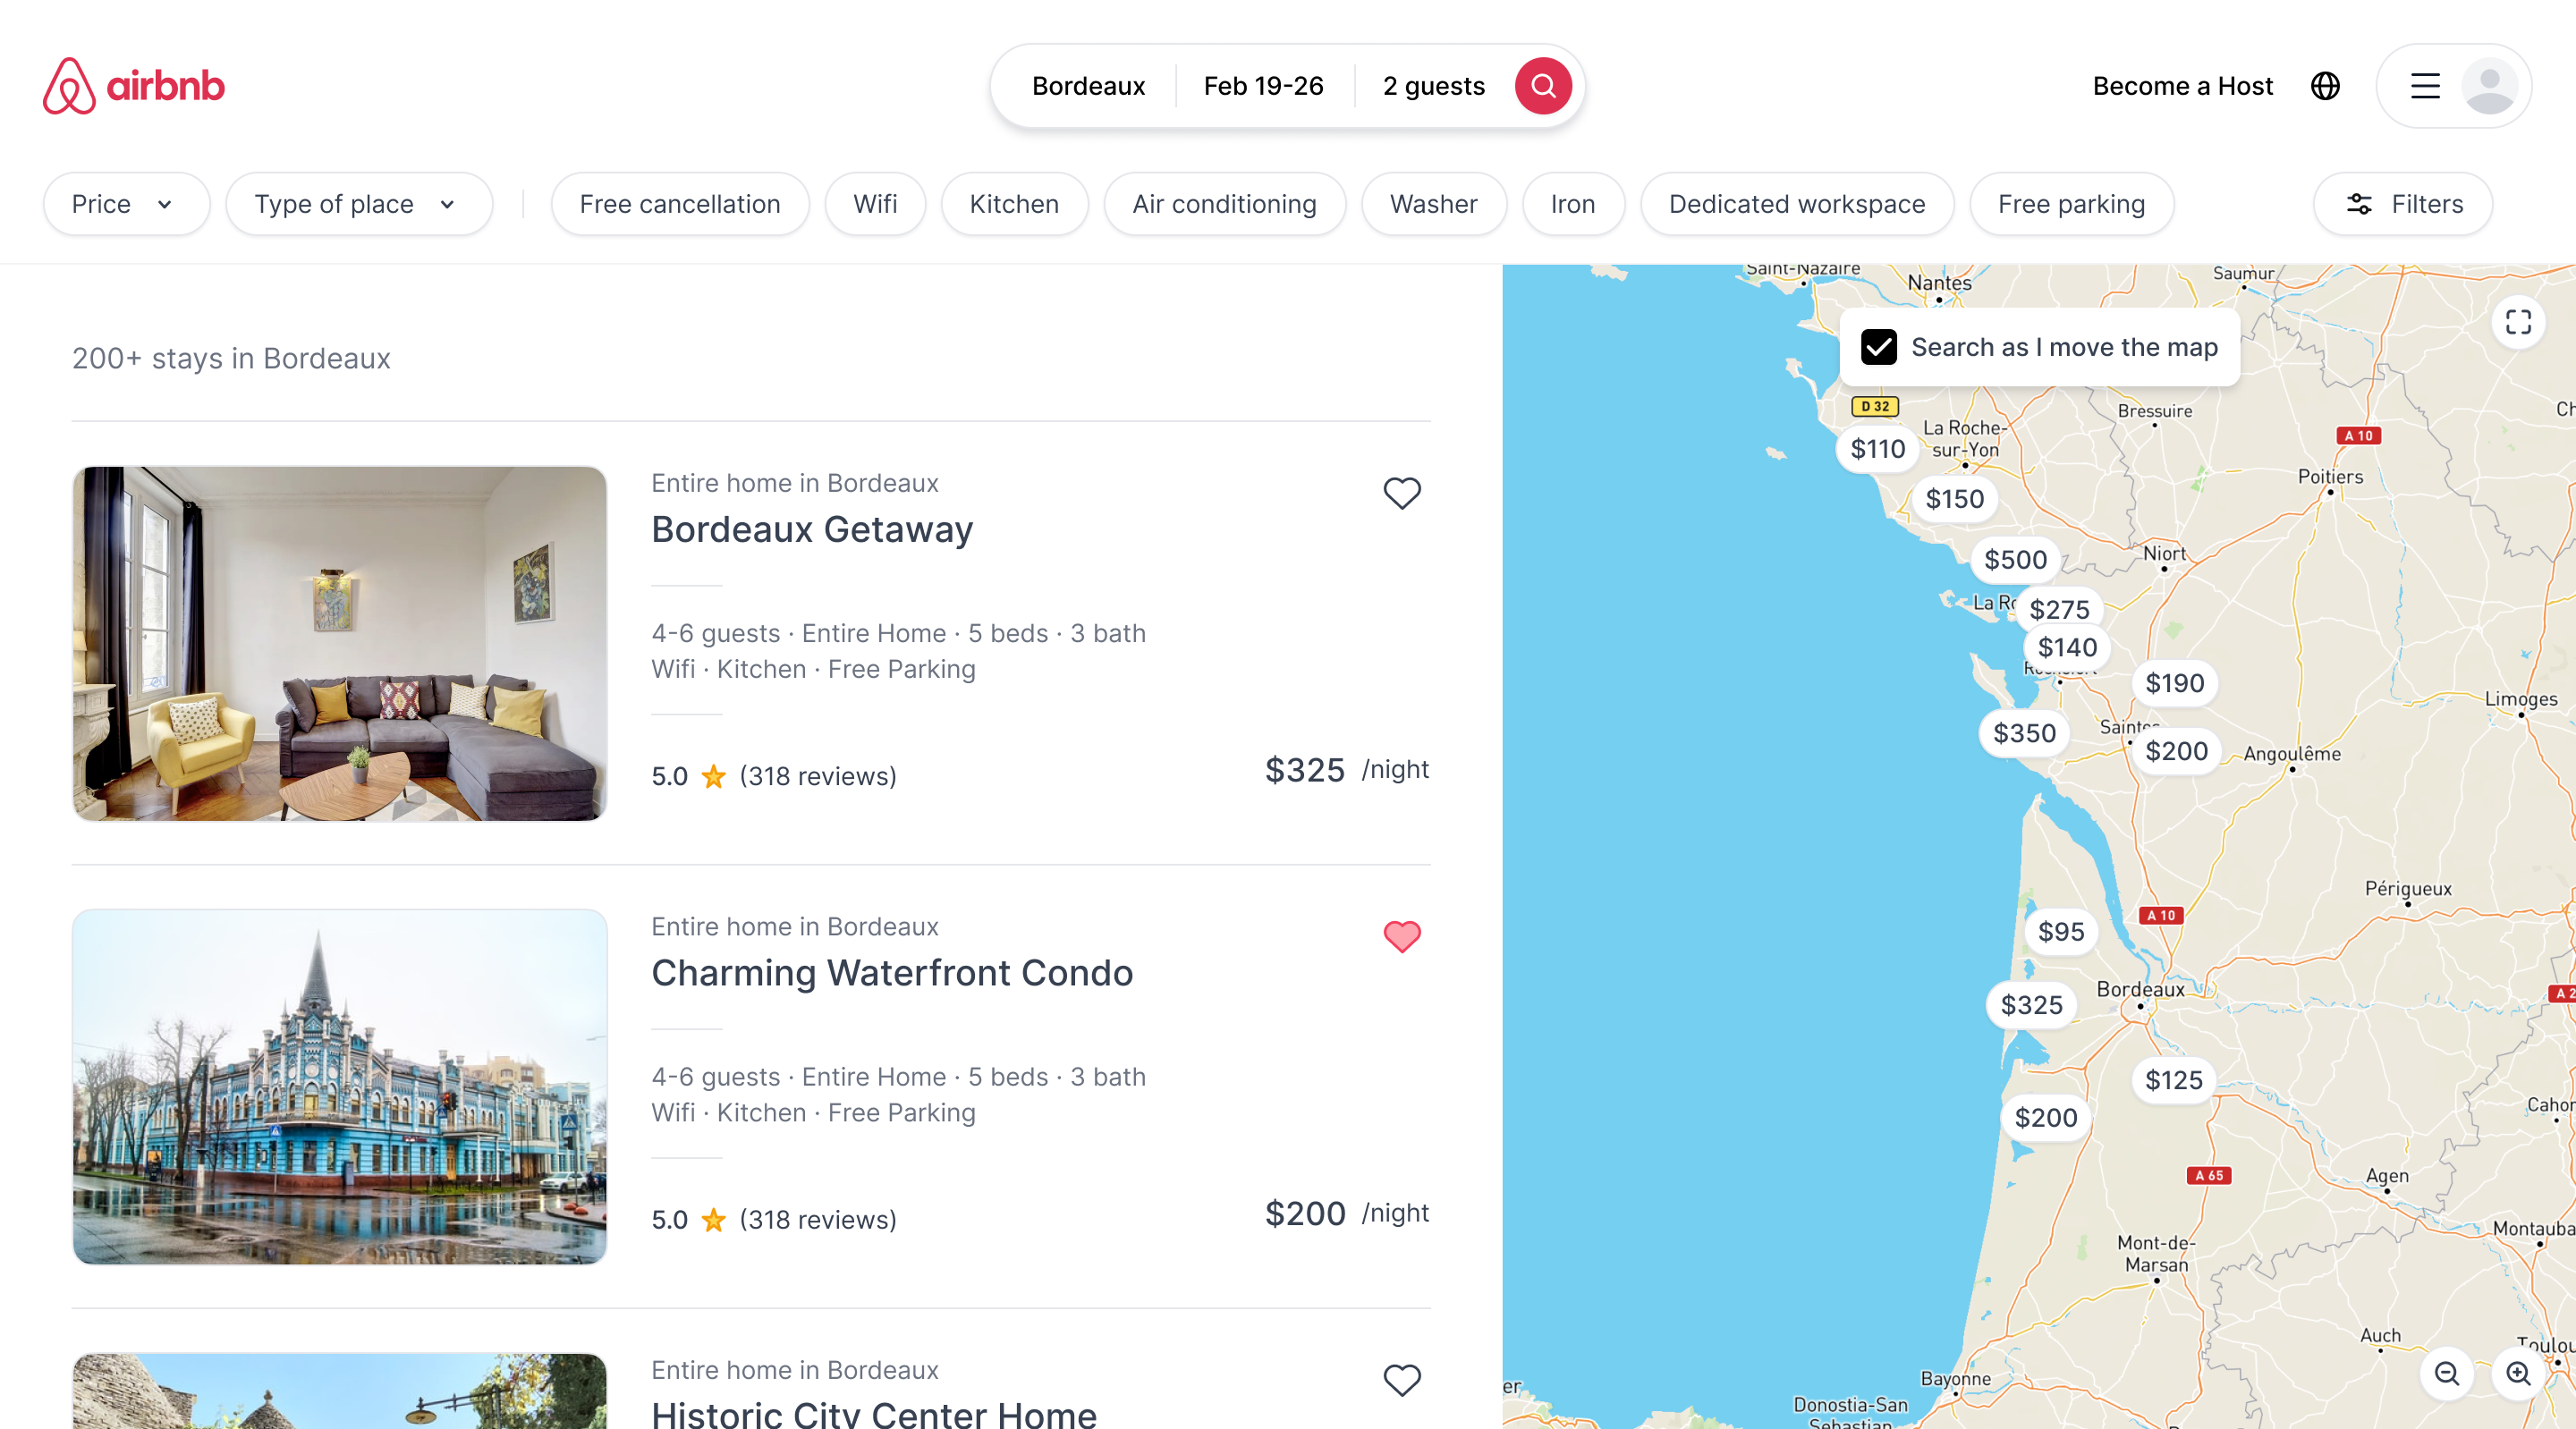 airbnb
Bordeaux
Feb 19-26
2 guests
Become a Host
Price
Type of place
Free cancellation
Wifi
Kitchen
Air conditioning
Washer
Iron
Dedicated workspace
Free parking
Filters
200+ stays in Bordeaux
Entire home in Bordeaux
Bordeaux Getaway
4-6 guests · Entire Home · 5 beds · 3 bath
Wifi · Kitchen · Free Parking
5.0 (318 reviews)
$325 /night
Entire home in Bordeaux
Charming Waterfront Condo
4-6 guests · Entire Home · 5 beds · 3 bath
Wifi · Kitchen · Free Parking
5.0 (318 reviews)
$200 /night
Entire home in Bordeaux
Historic City Center Home
Saint-Nazaire
Nantes
Saumur
Search as I move the map
D 32
Bressuire
La Roche-
sur-Yon
A 10
$110
Poitiers
$150
Niort
$500
La Ro
$275
$140
$190
Limoges
Saintes
$350
$200
Angoulême
Périgueux
A 10
$95
Bordeaux
A 2
$325
$125
$200
Cahor
A 65
Agen
Montauba
Mont-de-
Marsan
Auch
Toulou
Bayonne
er
Donostia-San
Sebastian